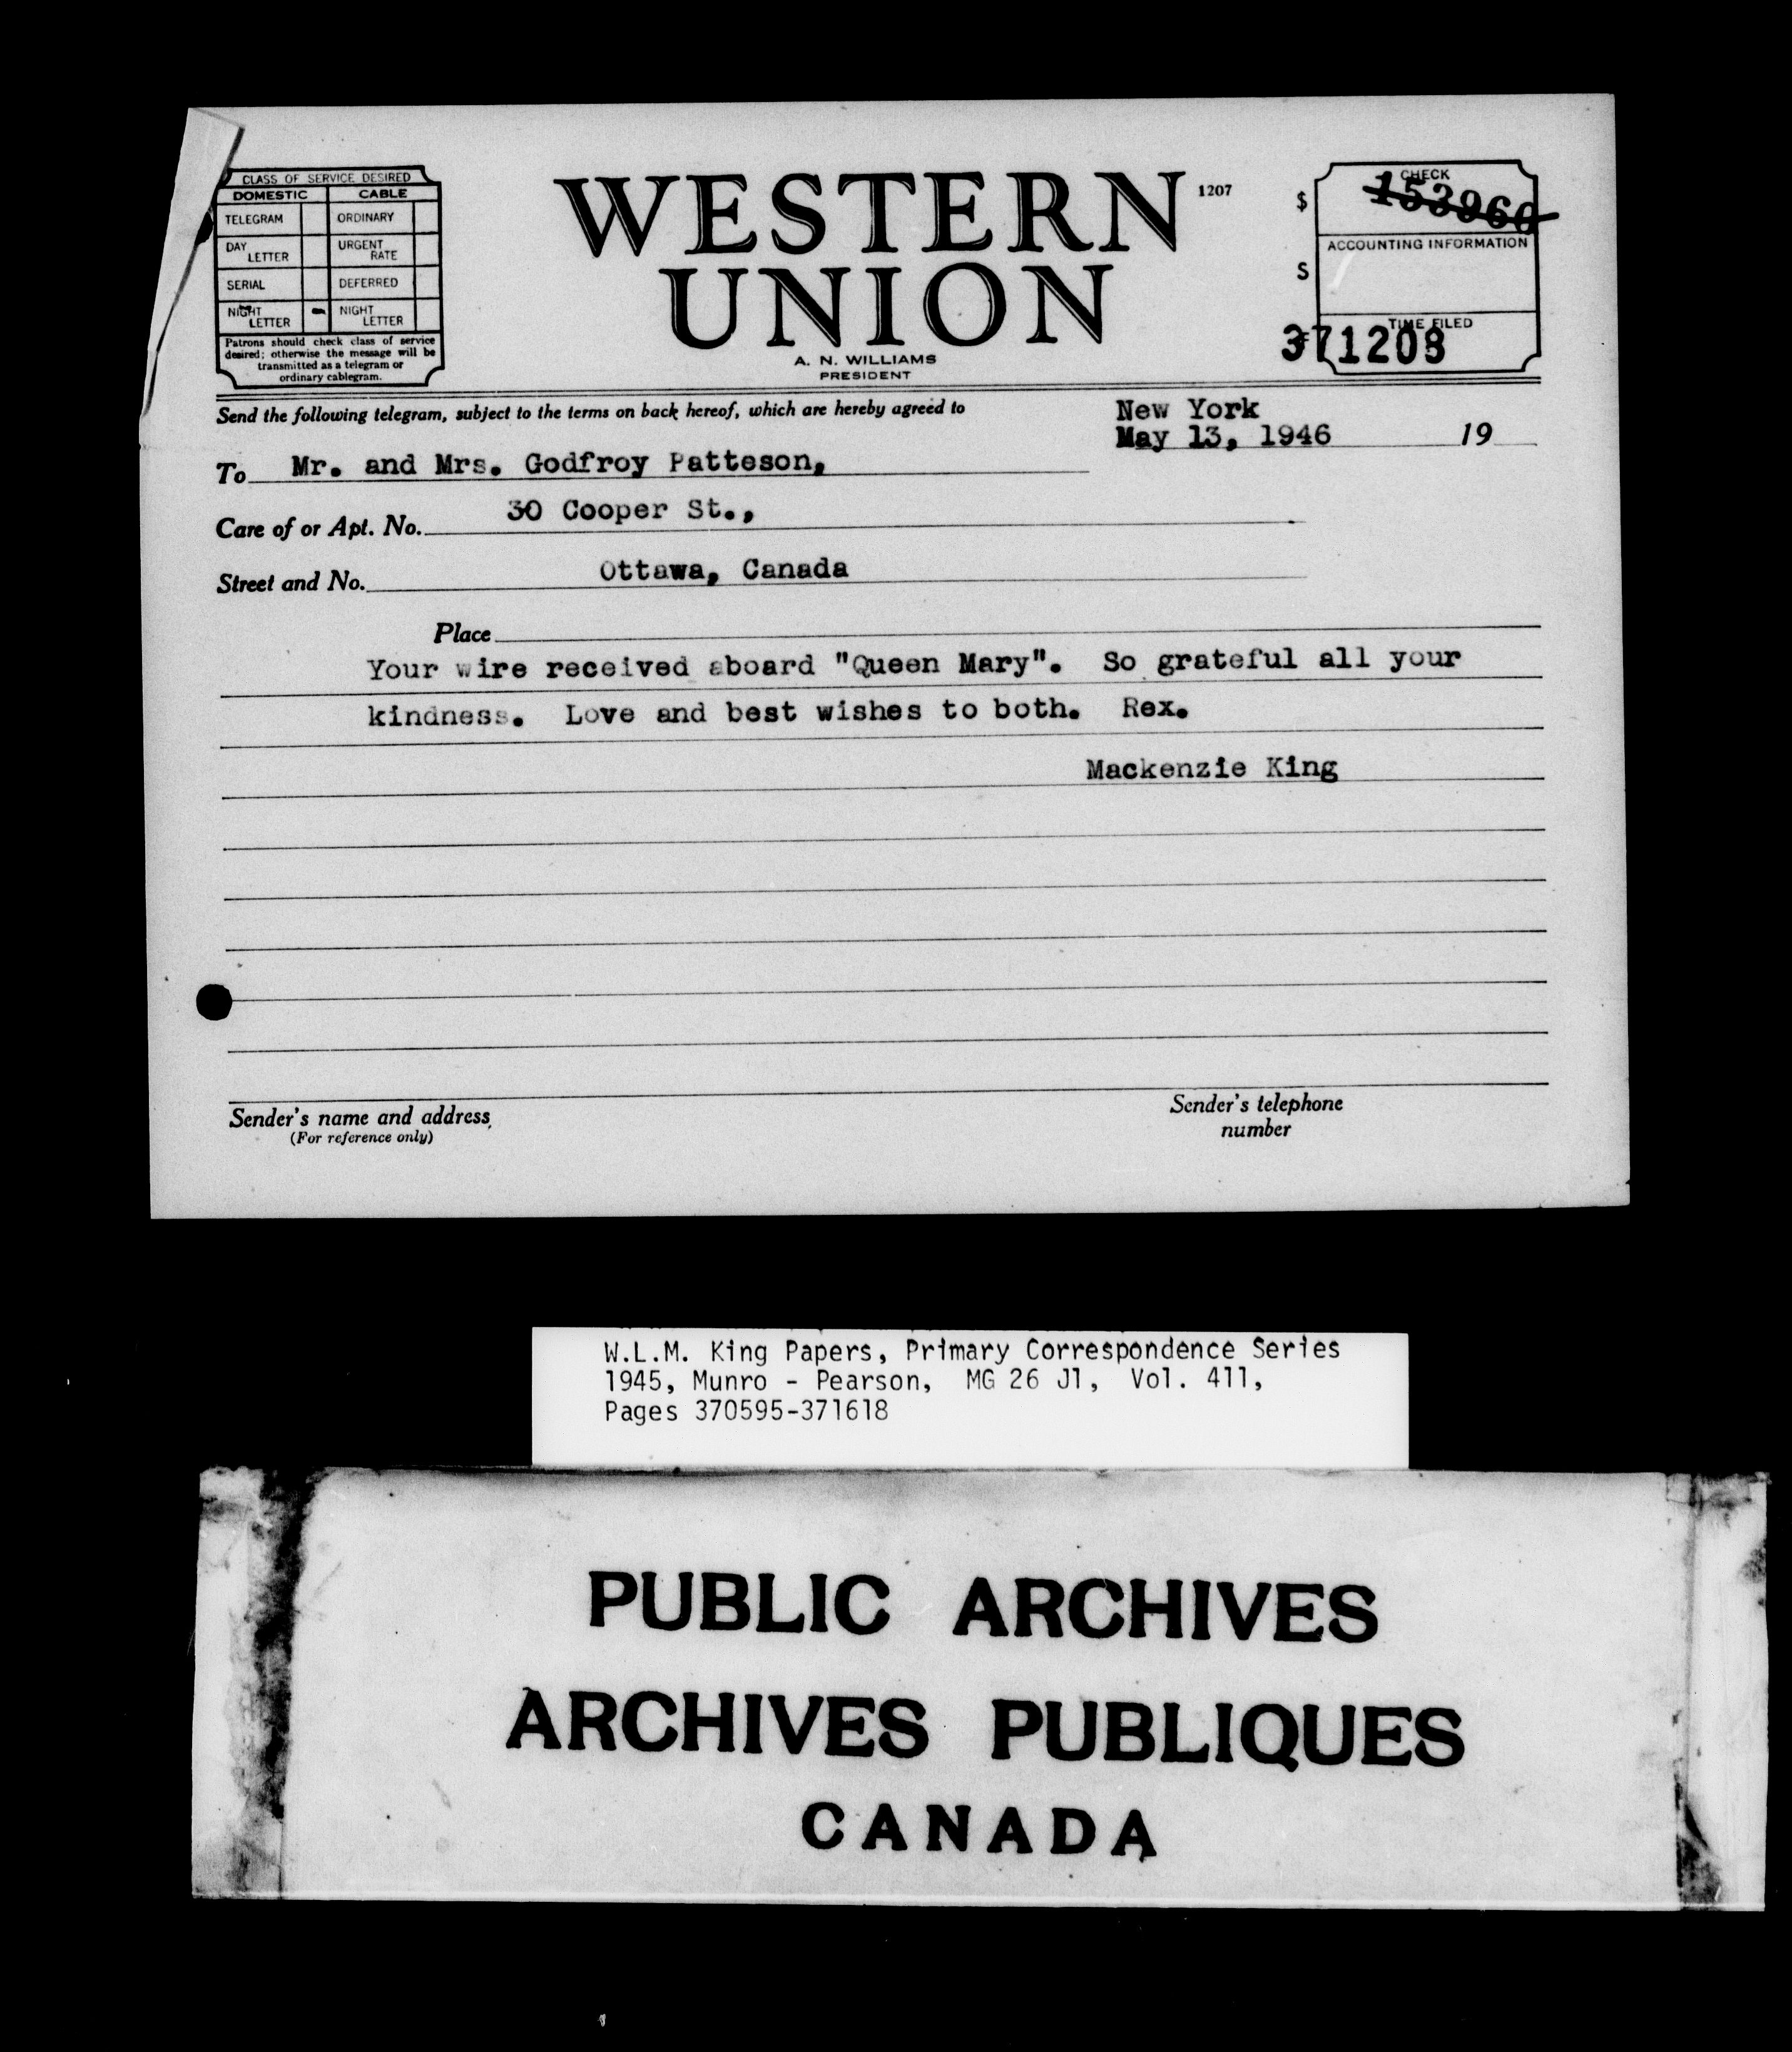 CLASS OF SERVICE DESIRED
DOMESTIC CABLE
TELEGRAM ORDINARY
DAY LETTER URGENT RATE
SERIAL DEFERRED
NIGHT LETTER NIGHT LETTER
Patrons should check class of service
desired; otherwise the message will be
transmitted as a telegram or
ordinary cablegram.
WESTERN
UNION
1207
A. N. WILLIAMS
PRESIDENT
$
CHECK
ACCOUNTING INFORMATION
TIME FILED
371208
Send the following telegram, subject to the terms on back hereof, which are hereby agreed to
New York
May 13, 1946 19
To Mr. and Mrs. Godfroy Patteson,
Care of or Apt. No. 30 Cooper St.,
Street and No. Ottawa, Canada
Place
Your wire received aboard "Queen Mary". So grateful all your
kindness. Love and best wishes to both. Rex.
Mackenzie King
Sender's name and address
(For reference only)
Sender's telephone
number
W.L.M. King Papers, Primary Correspondence Series
1945, Munro - Pearson, MG 26 J1, Vol. 411,
Pages 370595-371618
PUBLIC ARCHIVES
ARCHIVES PUBLIQUES
CANADA